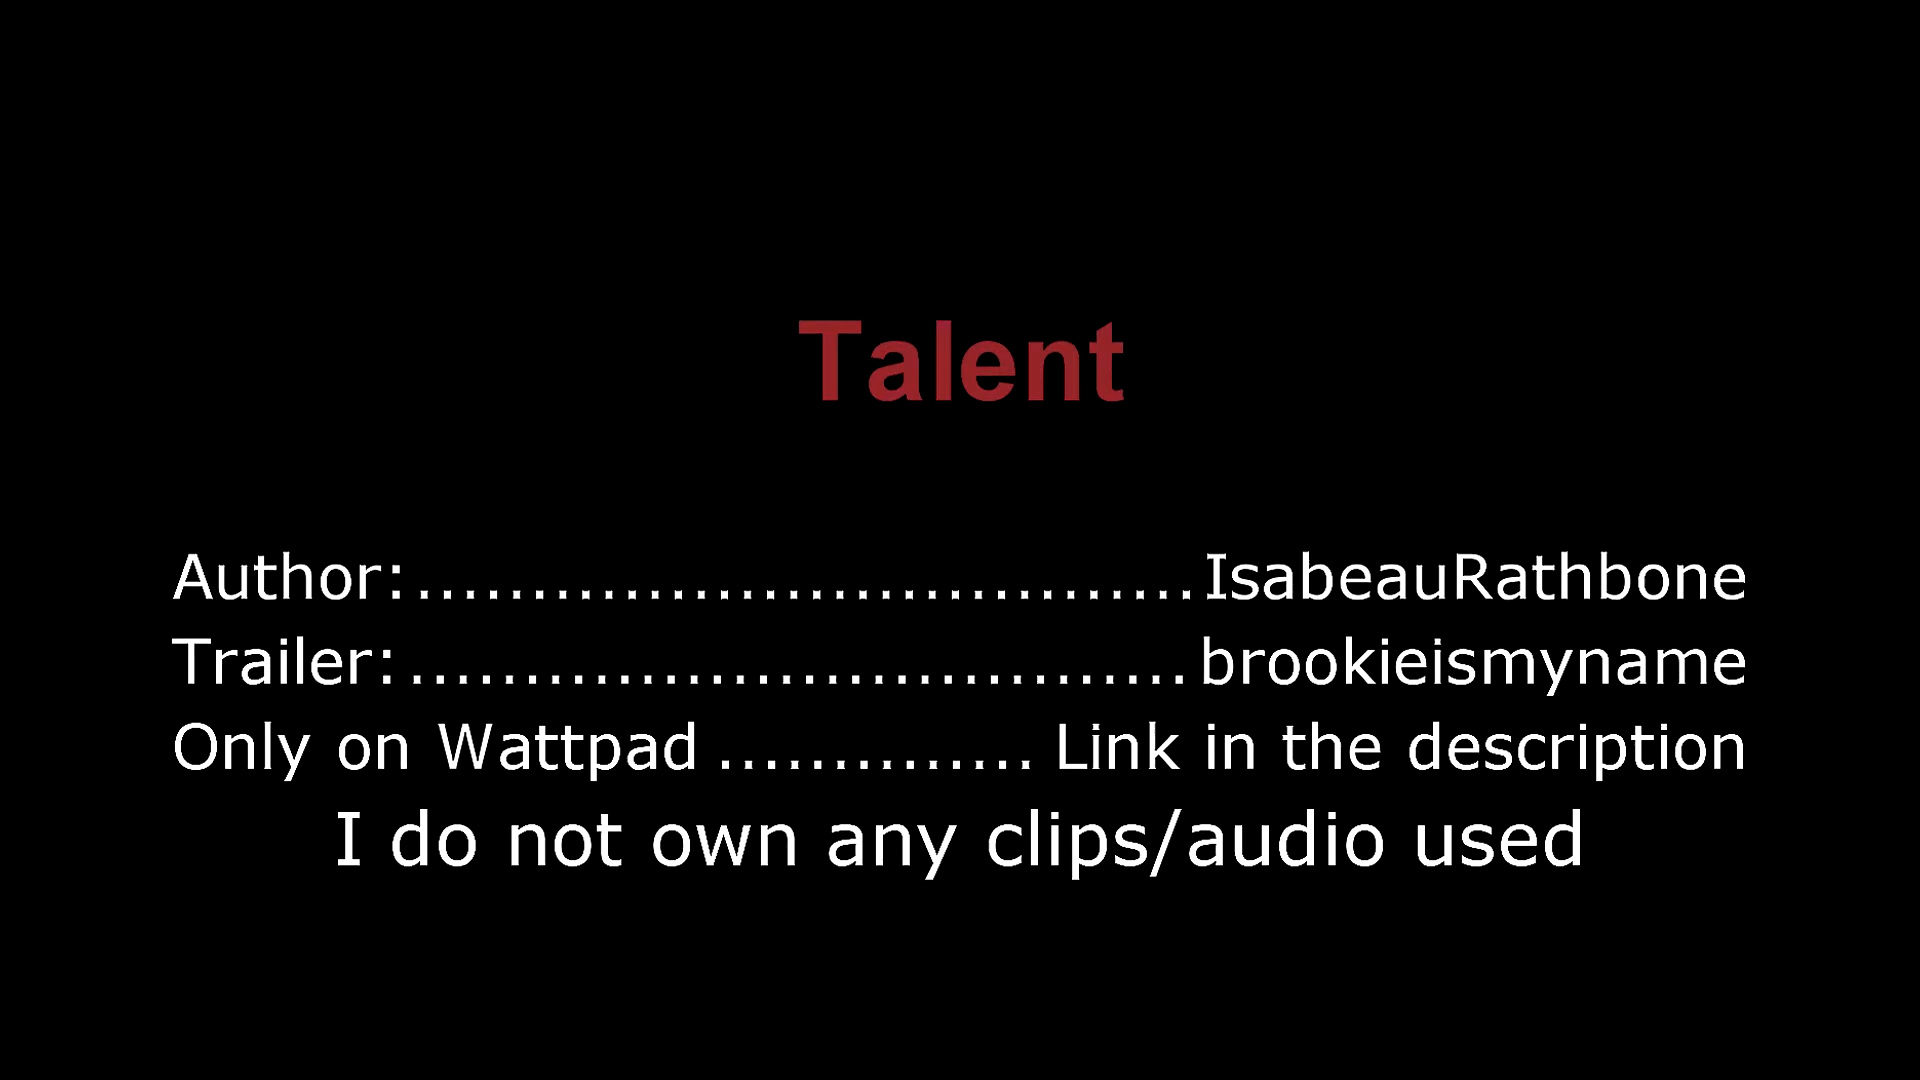 Talent
Author:..................................IsabeauRathbone
Trailer:..................................brookieismyname
Only on Wattpad .............. Link in the description
I do not own any clips/audio used